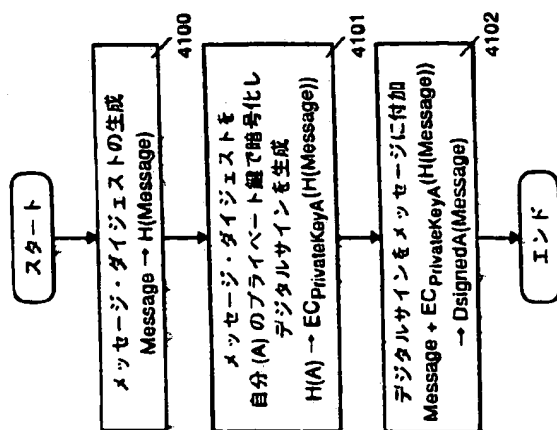 スタート
メッセージ・ダイジェストの生成
Message → H(Message)
4100
メッセージ・ダイジェストを
自分(A)のプライベート鍵で暗号化し
デジタルサインを生成
H(A) → ECPrivateKeyA(H(Message))
4101
デジタルサインをメッセージに付加
Message + ECPrivateKeyA(H(Message))
→ DsignedA(Message)
4102
エンド